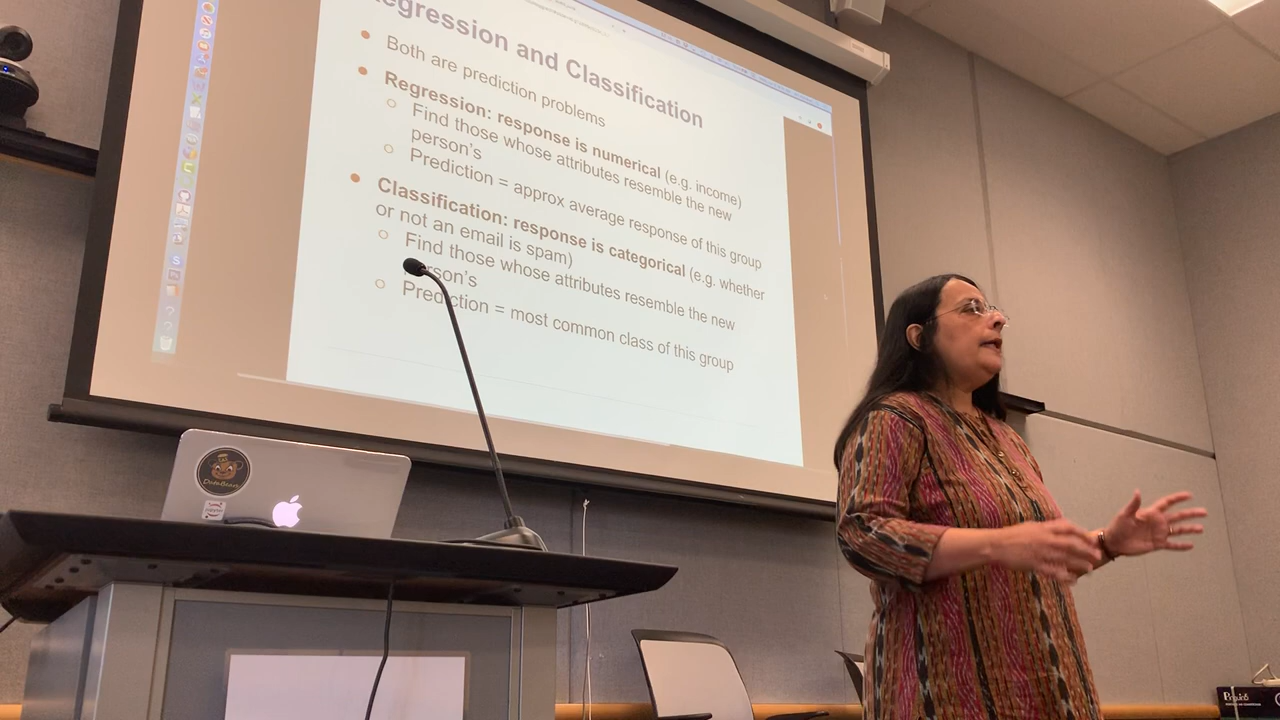 egression and Classification
Both are prediction problems
Regression: response is numerical (e.g. income)
Find those whose attributes resemble the new
person's
Prediction = approx average response of this group
Classification: response is categorical (e.g. whether
or not an email is spam)
Find those whose attributes resemble the new
rson's
Prediction = most common class of this group